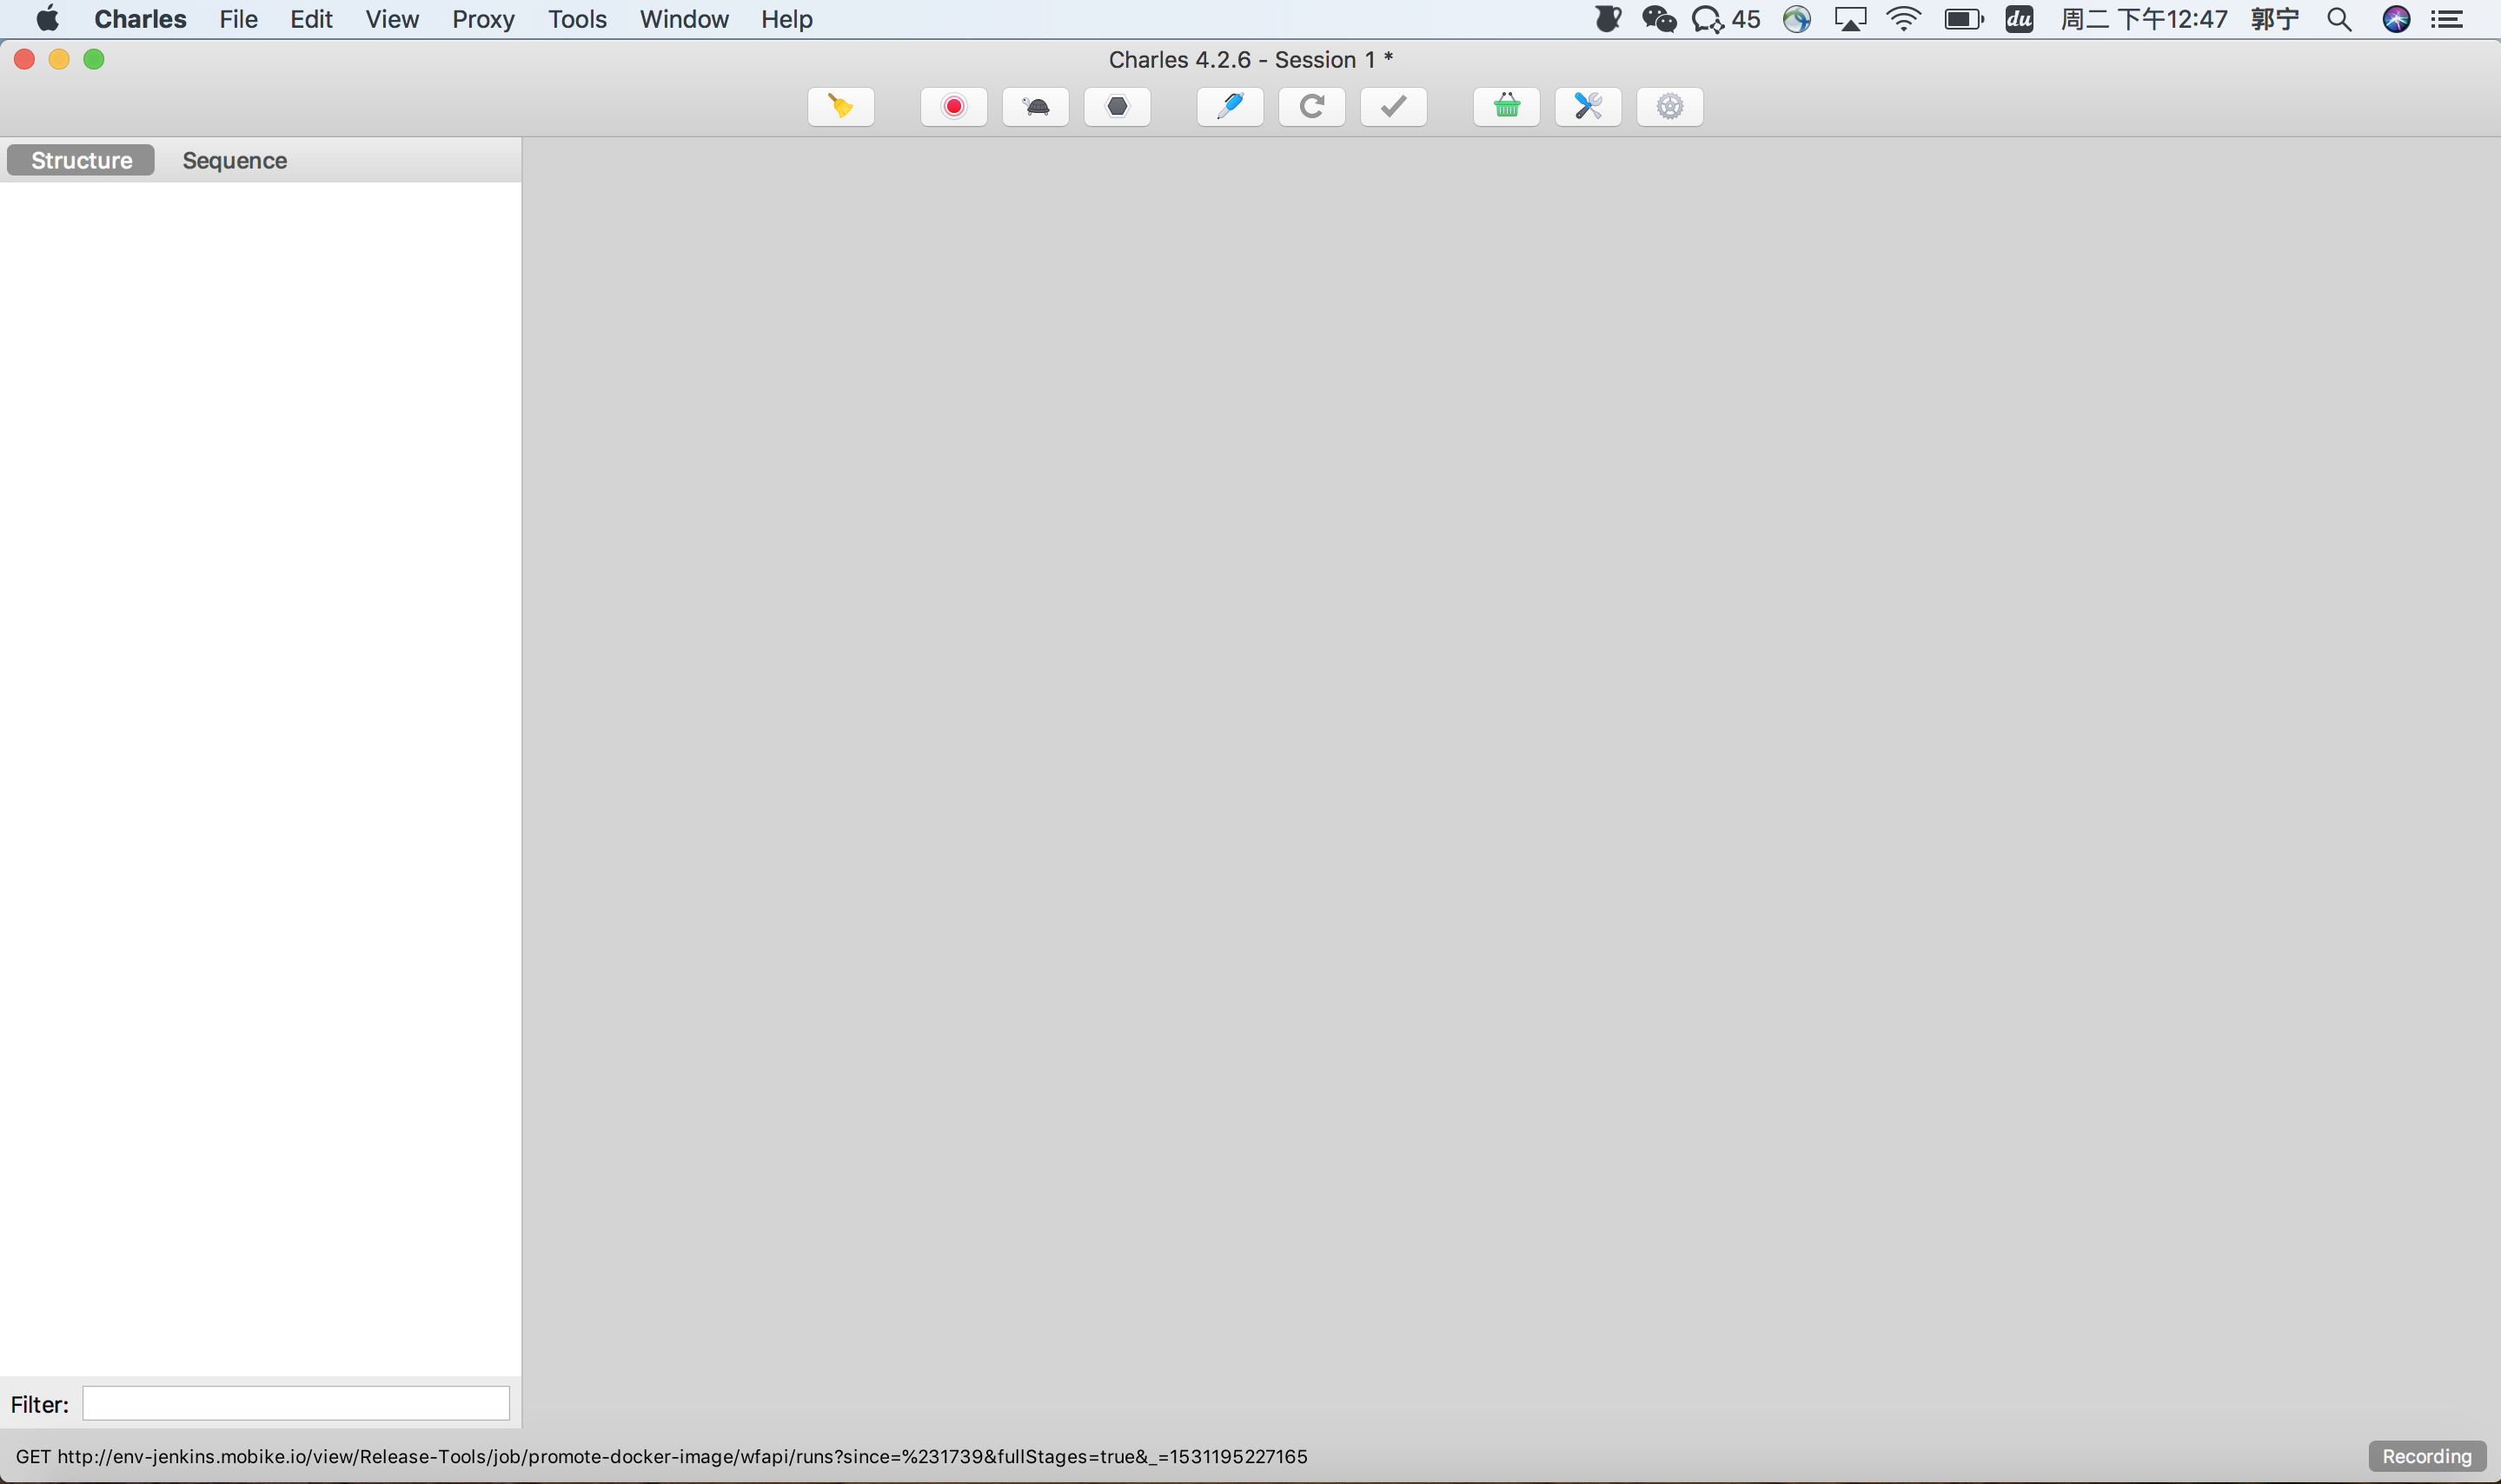 Charles File Edit View Proxy Tools Window Help 45 du 周二 下午12:47 郭宁
Charles 4.2.6 - Session 1 *
Structure Sequence
Filter:
GET http://env-jenkins.mobike.io/view/Release-Tools/job/promote-docker-image/wfapi/runs?since=%231739&fullStages=true&_=1531195227165 Recording